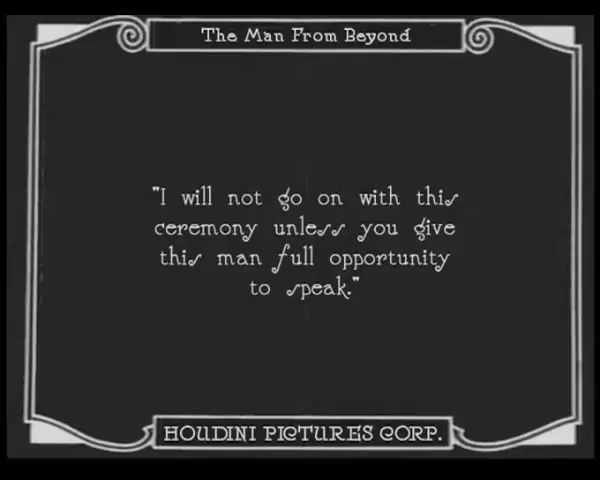 The Man From Beyond
"I will not go on with this
ceremony unless you give
this man full opportunity
to speak."
HOUDINI PICTURES CORP.